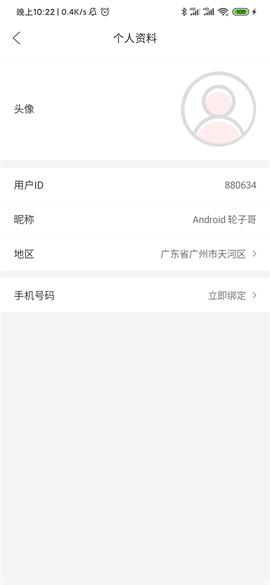 晚上10:22 | 0.4K/s 100
个人资料
头像
用户ID 880634
昵称 Android 轮子哥
地区 广东省广州市天河区
手机号码 立即绑定